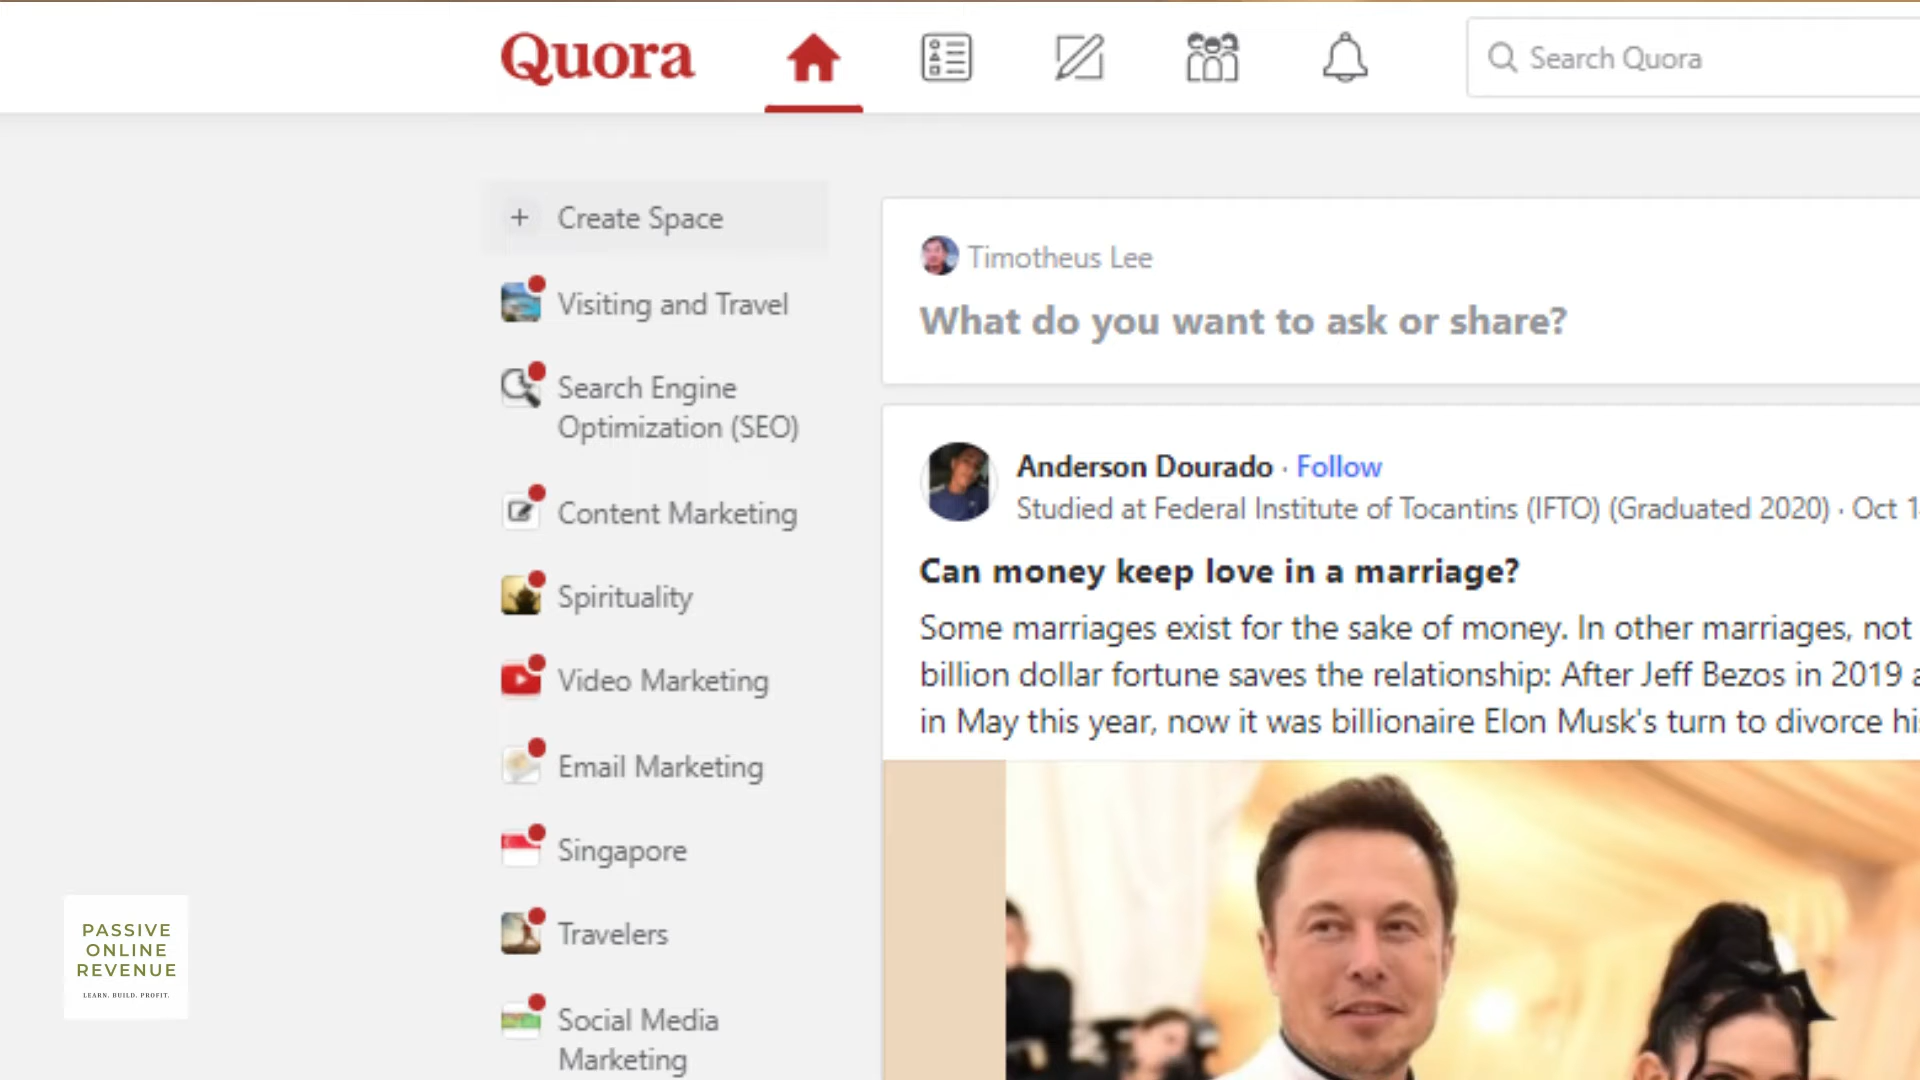 Quora
Search Quora
+ Create Space
Visiting and Travel
Search Engine
Optimization (SEO)
Content Marketing
Spirituality
Video Marketing
Email Marketing
Singapore
Travelers
Social Media
Marketing
Timotheus Lee
What do you want to ask or share?
Anderson Dourado · Follow
Studied at Federal Institute of Tocantins (IFTO) (Graduated 2020) · Oct
Can money keep love in a marriage?
Some marriages exist for the sake of money. In other marriages, not
billion dollar fortune saves the relationship: After Jeff Bezos in 2019
in May this year, now it was billionaire Elon Musk's turn to divorce
PASSIVE
ONLINE
REVENUE
LEARN. BUILD. PROFIT.